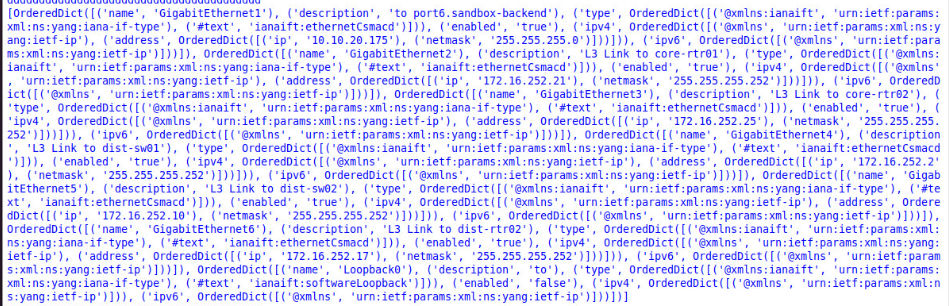 [OrderedDict([('name', 'GigabitEthernet1'), ('description', 'to port6.sandbox-backend'), ('type', OrderedDict([('@xmlns:ianaift', 'urn:ietf:params:
xml:ns:yang:iana-if-type'), ('#text', 'ianaift:ethernetCsmacd')])), ('enabled', 'true'), ('ipv4', OrderedDict([('@xmlns', 'urn:ietf:params:xml:ns:y
ang:ietf-ip'), ('address', OrderedDict([('ip', '10.10.20.175'), ('netmask', '255.255.255.0')]))])), ('ipv6', OrderedDict([('@xmlns', 'urn:ietf:para
ms:xml:ns:yang:ietf-ip')]))]), OrderedDict([('name', 'GigabitEthernet2'), ('description', 'L3 Link to core-rtr01'), ('type', OrderedDict([('@xmlns:
ianaift', 'urn:ietf:params:xml:ns:yang:iana-if-type'), ('#text', 'ianaift:ethernetCsmacd')])), ('enabled', 'true'), ('ipv4', OrderedDict([('@xmlns'
, 'urn:ietf:params:xml:ns:yang:ietf-ip'), ('address', OrderedDict([('ip', '172.16.252.21'), ('netmask', '255.255.255.252')]))])), ('ipv6', OrderedD
ict([('@xmlns', 'urn:ietf:params:xml:ns:yang:ietf-ip')]))]), OrderedDict([('name', 'GigabitEthernet3'), ('description', 'L3 Link to core-rtr02'), (
'type', OrderedDict([('@xmlns:ianaift', 'urn:ietf:params:xml:ns:yang:iana-if-type'), ('#text', 'ianaift:ethernetCsmacd')])), ('enabled', 'true'), (
'ipv4', OrderedDict([('@xmlns', 'urn:ietf:params:xml:ns:yang:ietf-ip'), ('address', OrderedDict([('ip', '172.16.252.25'), ('netmask', '255.255.255.
252')]))])), ('ipv6', OrderedDict([('@xmlns', 'urn:ietf:params:xml:ns:yang:ietf-ip')]))]), OrderedDict([('name', 'GigabitEthernet4'), ('description
', 'L3 Link to dist-sw01'), ('type', OrderedDict([('@xmlns:ianaift', 'urn:ietf:params:xml:ns:yang:iana-if-type'), ('#text', 'ianaift:ethernetCsmacd
')])), ('enabled', 'true'), ('ipv4', OrderedDict([('@xmlns', 'urn:ietf:params:xml:ns:yang:ietf-ip'), ('address', OrderedDict([('ip', '172.16.252.2'
), ('netmask', '255.255.255.252')]))])), ('ipv6', OrderedDict([('@xmlns', 'urn:ietf:params:xml:ns:yang:ietf-ip')]))]), OrderedDict([('name', 'Gigab
itEthernet5'), ('description', 'L3 Link to dist-sw02'), ('type', OrderedDict([('@xmlns:ianaift', 'urn:ietf:params:xml:ns:yang:iana-if-type'), ('#te
xt', 'ianaift:ethernetCsmacd')])), ('enabled', 'true'), ('ipv4', OrderedDict([('@xmlns', 'urn:ietf:params:xml:ns:yang:ietf-ip'), ('address', Ordere
dDict([('ip', '172.16.252.10'), ('netmask', '255.255.255.252')]))])), ('ipv6', OrderedDict([('@xmlns', 'urn:ietf:params:xml:ns:yang:ietf-ip')]))]),
OrderedDict([('name', 'GigabitEthernet6'), ('description', 'L3 Link to dist-rtr02'), ('type', OrderedDict([('@xmlns:ianaift', 'urn:ietf:params:xml:
ns:yang:iana-if-type'), ('#text', 'ianaift:ethernetCsmacd')])), ('enabled', 'true'), ('ipv4', OrderedDict([('@xmlns', 'urn:ietf:params:xml:ns:yang:
ietf-ip'), ('address', OrderedDict([('ip', '172.16.252.17'), ('netmask', '255.255.255.252')]))])), ('ipv6', OrderedDict([('@xmlns', 'urn:ietf:param
s:xml:ns:yang:ietf-ip')]))]), OrderedDict([('name', 'Loopback0'), ('description', 'to'), ('type', OrderedDict([('@xmlns:ianaift', 'urn:ietf:params:
xml:ns:yang:iana-if-type'), ('#text', 'ianaift:softwareLoopback')])), ('enabled', 'false'), ('ipv4', OrderedDict([('@xmlns', 'urn:ietf:params:xml:n
s:yang:ietf-ip')])), ('ipv6', OrderedDict([('@xmlns', 'urn:ietf:params:xml:ns:yang:ietf-ip')]))])]